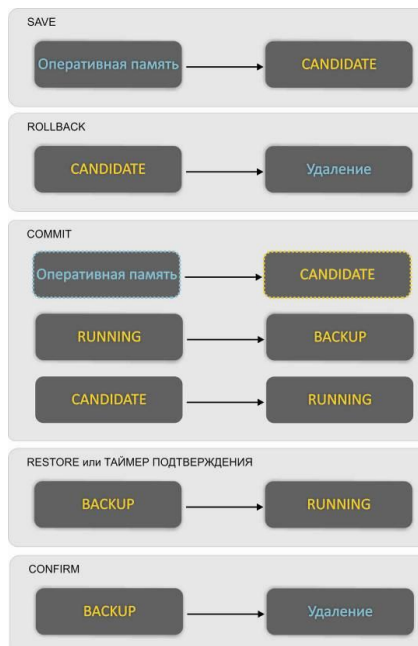 SAVE
Оперативная память CANDIDATE
ROLLBACK
CANDIDATE Удаление
COMMIT
Оперативная память CANDIDATE
RUNNING BACKUP
CANDIDATE RUNNING
RESTORE или ТАЙМЕР ПОДТВЕРЖДЕНИЯ
BACKUP RUNNING
CONFIRM
BACKUP Удаление